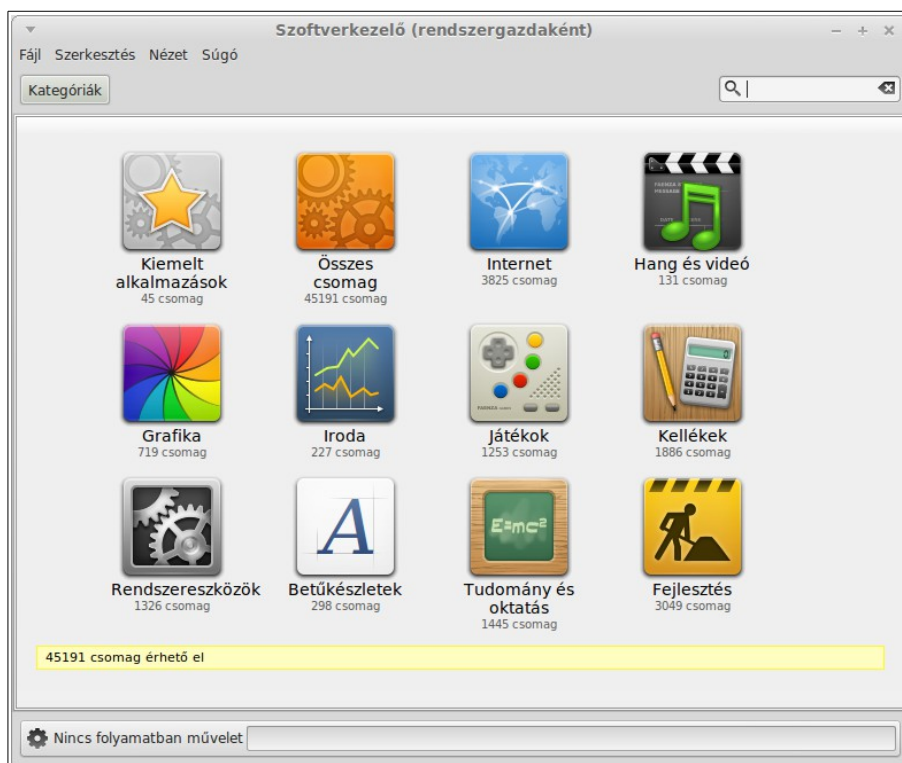 Szoftverkezelő (rendszergazdaként)
Fájl Szerkesztés Nézet Súgó
Kategóriák
Kiemelt
alkalmazások
45 csomag
Összes
csomag
45191 csomag
Internet
3825 csomag
Hang és videó
131 csomag
Grafika
719 csomag
Iroda
227 csomag
Játékok
1253 csomag
Kellékek
1886 csomag
Rendszereszközök
1326 csomag
Betűkészletek
298 csomag
E=mc²
Tudomány és
oktatás
1445 csomag
Fejlesztés
3049 csomag
45191 csomag érhető el
Nincs folyamatban művelet